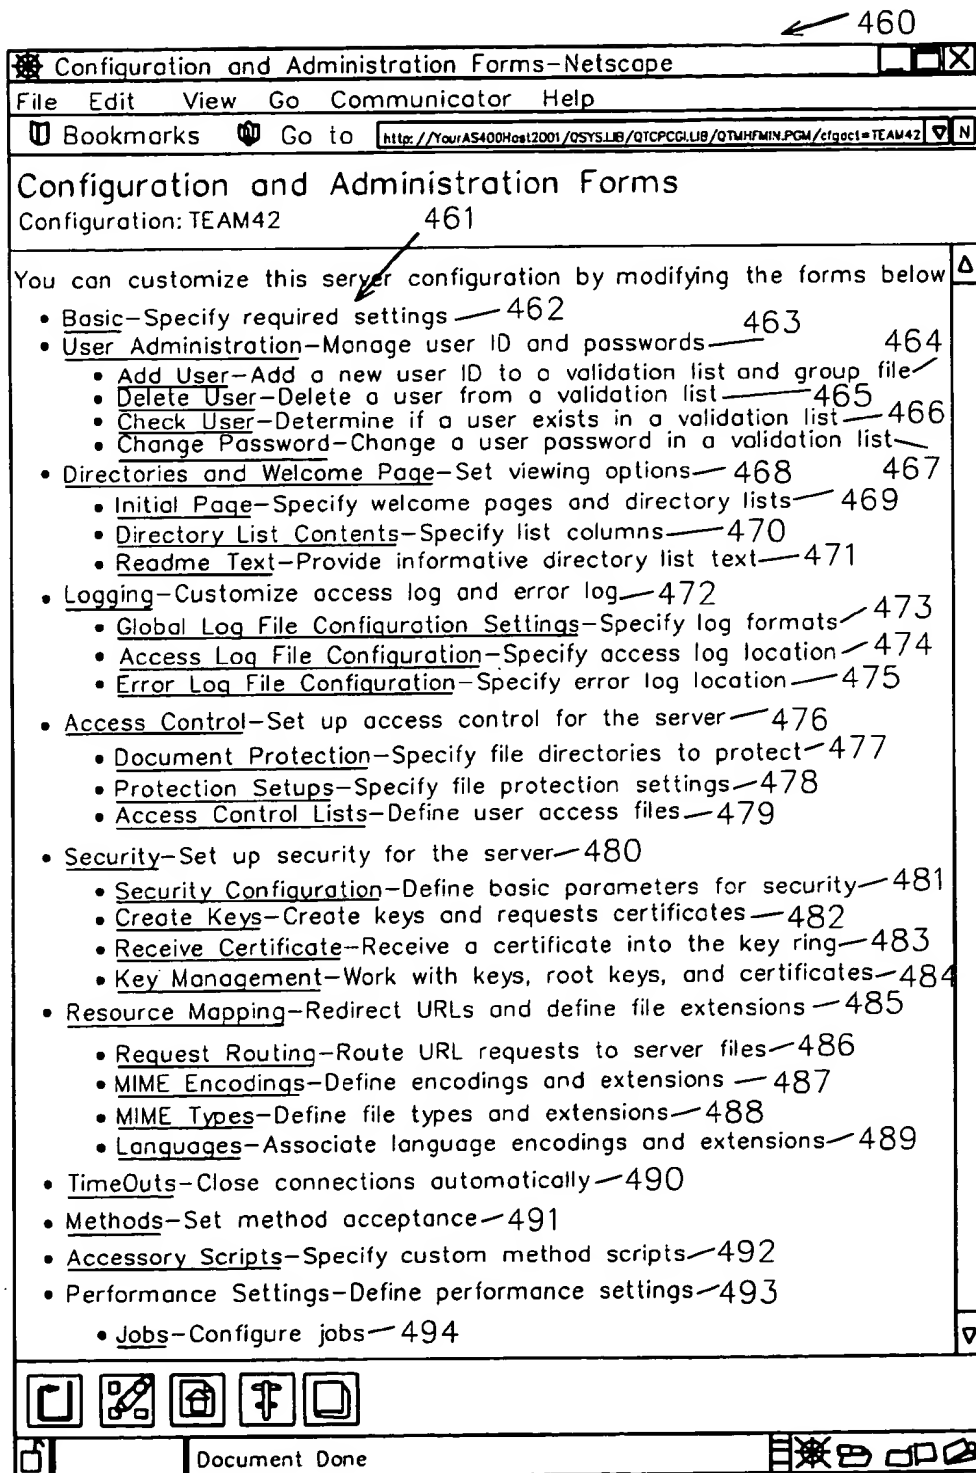 460
Configuration and Administration Forms-Netscape
File Edit View Go Communicator Help
Bookmarks Go to http://YourAS400Host2001/QSYS.LIB/QTCPCGI.LIB/QTMHFMIN.PGM/cfgact=TEAM42 N
Configuration and Administration Forms
Configuration: TEAM42 461
You can customize this server configuration by modifying the forms below
• Basic-Specify required settings 462
• User Administration-Manage user ID and passwords 463
• Add User-Add a new user ID to a validation list and group file 464
• Delete User-Delete a user from a validation list 465
• Check User-Determine if a user exists in a validation list 466
• Change Password-Change a user password in a validation list 467
• Directories and Welcome Page-Set viewing options 468
• Initial Page-Specify welcome pages and directory lists 469
• Directory List Contents-Specify list columns 470
• Readme Text-Provide informative directory list text 471
• Logging-Customize access log and error log 472
• Global Log File Configuration Settings-Specify log formats 473
• Access Log File Configuration-Specify access log location 474
• Error Log File Configuration-Specify error log location 475
• Access Control-Set up access control for the server 476
• Document Protection-Specify file directories to protect 477
• Protection Setups-Specify file protection settings 478
• Access Control Lists-Define user access files 479
• Security-Set up security for the server 480
• Security Configuration-Define basic parameters for security 481
• Create Keys-Create keys and requests certificates 482
• Receive Certificate-Receive a certificate into the key ring 483
• Key Management-Work with keys, root keys, and certificates 484
• Resource Mapping-Redirect URLs and define file extensions 485
• Request Routing-Route URL requests to server files 486
• MIME Encodings-Define encodings and extensions 487
• MIME Types-Define file types and extensions 488
• Languages-Associate language encodings and extensions 489
• TimeOuts-Close connections automatically 490
• Methods-Set method acceptance 491
• Accessory Scripts-Specify custom method scripts 492
• Performance Settings-Define performance settings 493
• Jobs-Configure jobs 494
Document Done